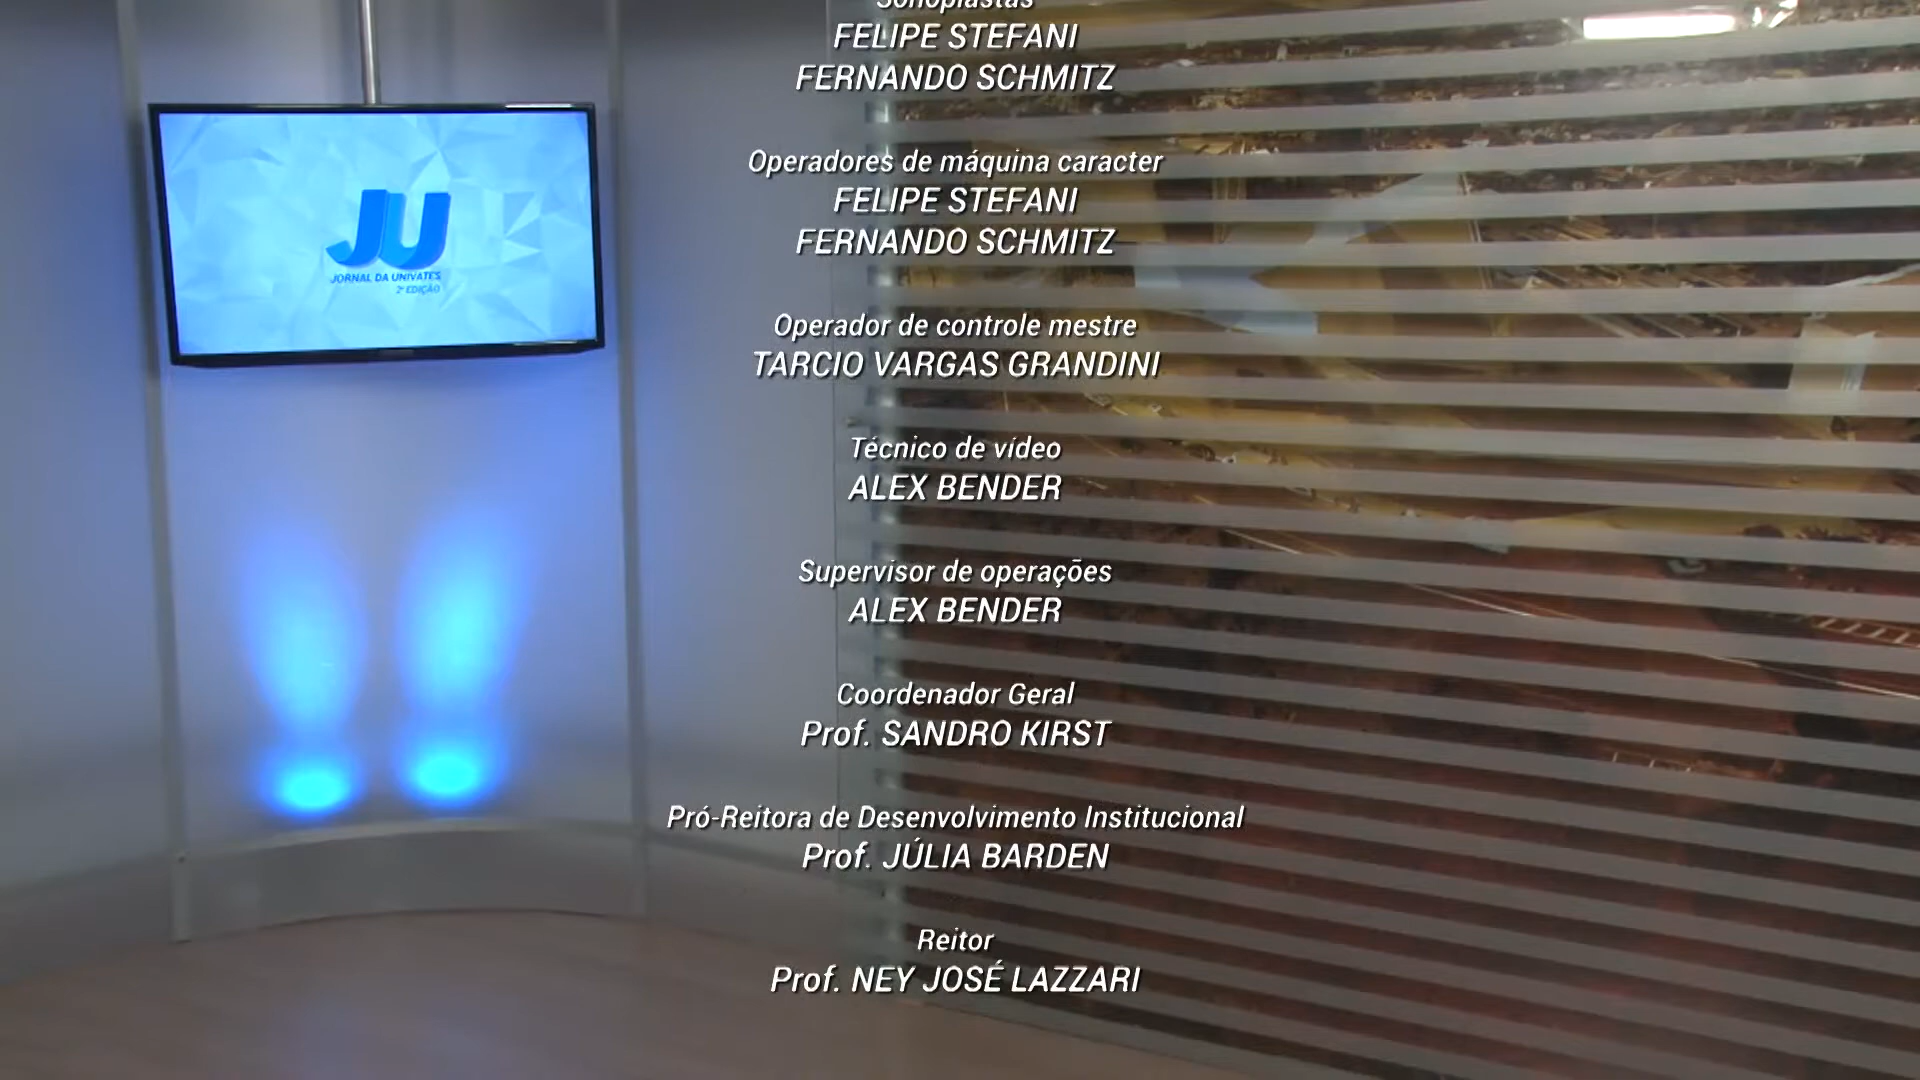 Sonoplastas
FELIPE STEFANI
FERNANDO SCHMITZ
Operadores de máquina caracter
FELIPE STEFANI
FERNANDO SCHMITZ
Operador de controle mestre
TARCIO VARGAS GRANDINI
Técnico de vídeo
ALEX BENDER
Supervisor de operações
ALEX BENDER
Coordenador Geral
Prof. SANDRO KIRST
Pró-Reitora de Desenvolvimento Institucional
Prof. JÚLIA BARDEN
Reitor
Prof. NEY JOSÉ LAZZARI
JU
JORNAL DA UNIVATES
2ª EDIÇÃO